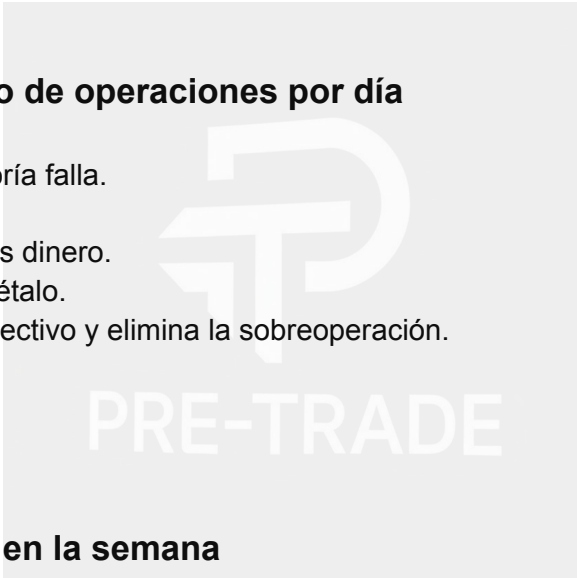 o de operaciones por día
ría falla.
s dinero.
étalo.
ectivo y elimina la sobreoperación.
PRE-TRADE
en la semana